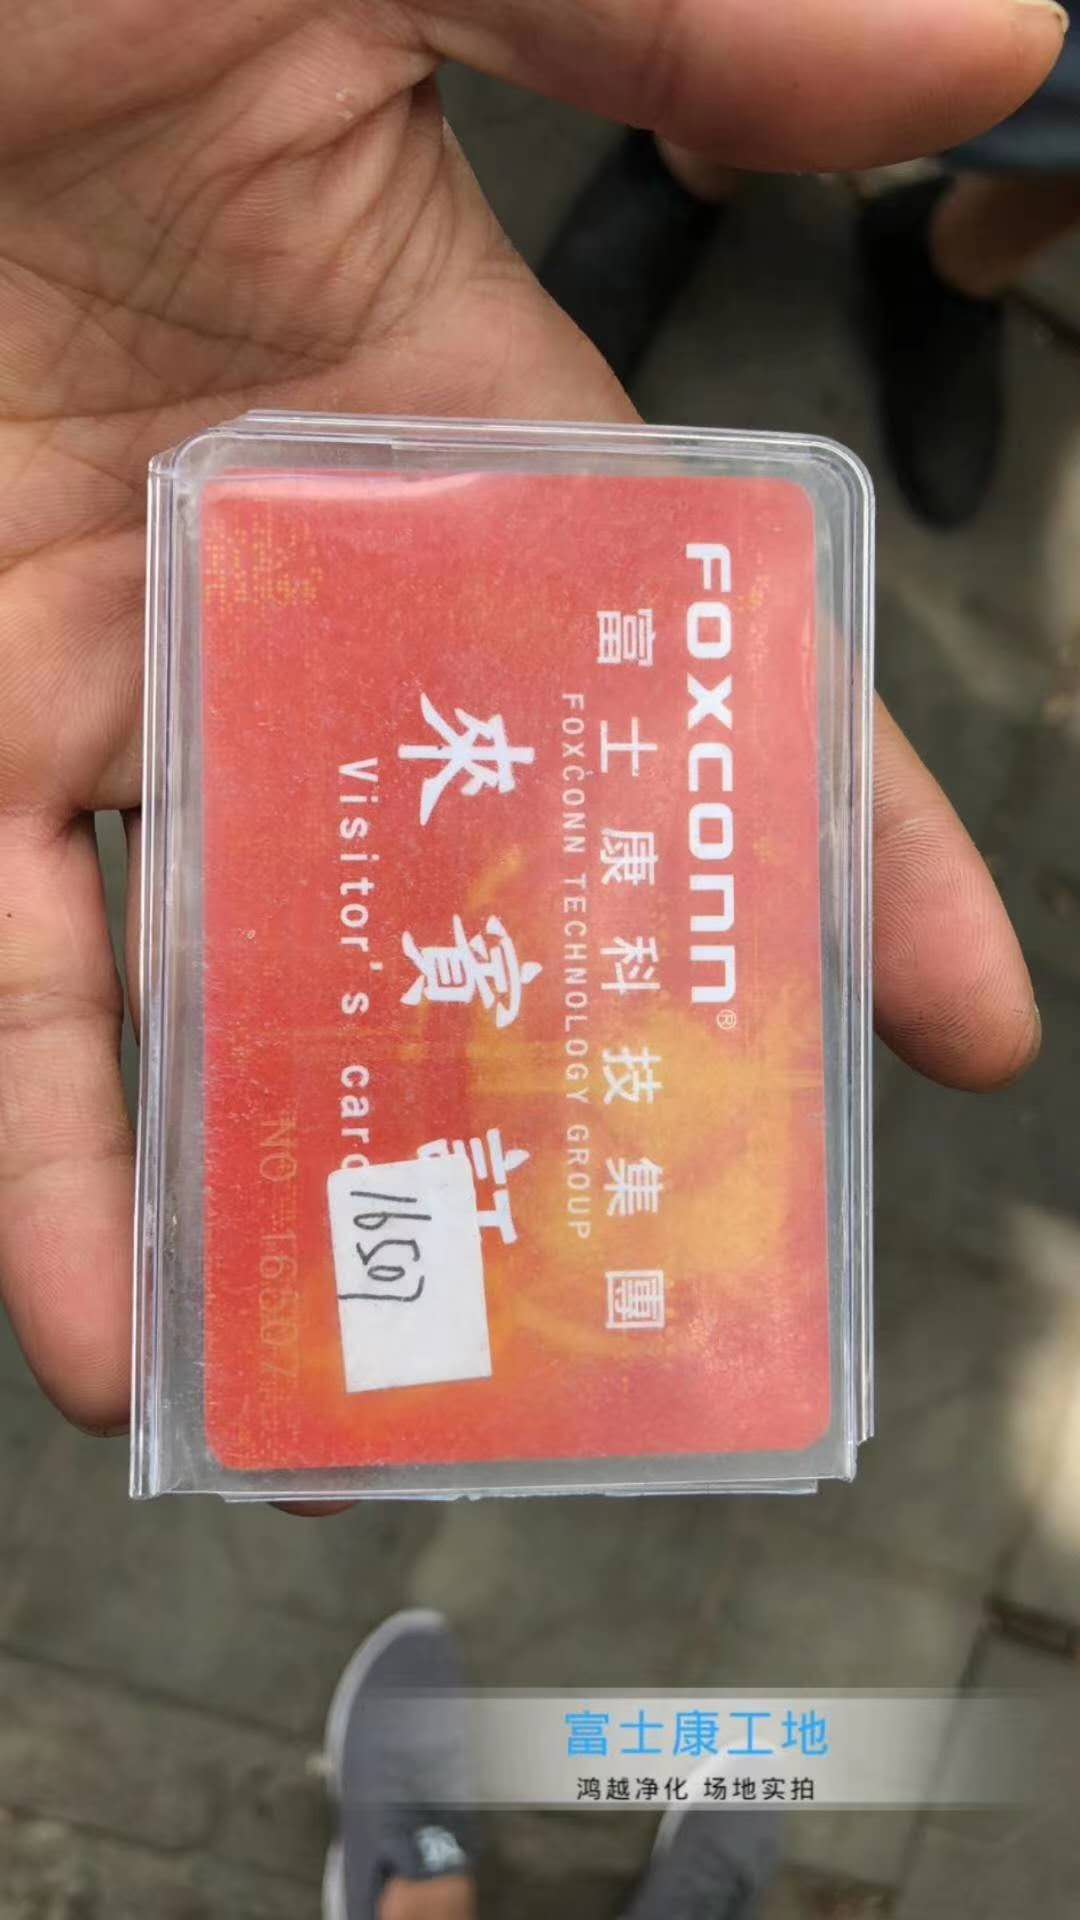 FOXCONN®
富士康科技集團
FOXCONN TECHNOLOGY GROUP
來賓証
Visitor's card
16507
NO 16507
富士康工地
鸿越净化 场地实拍